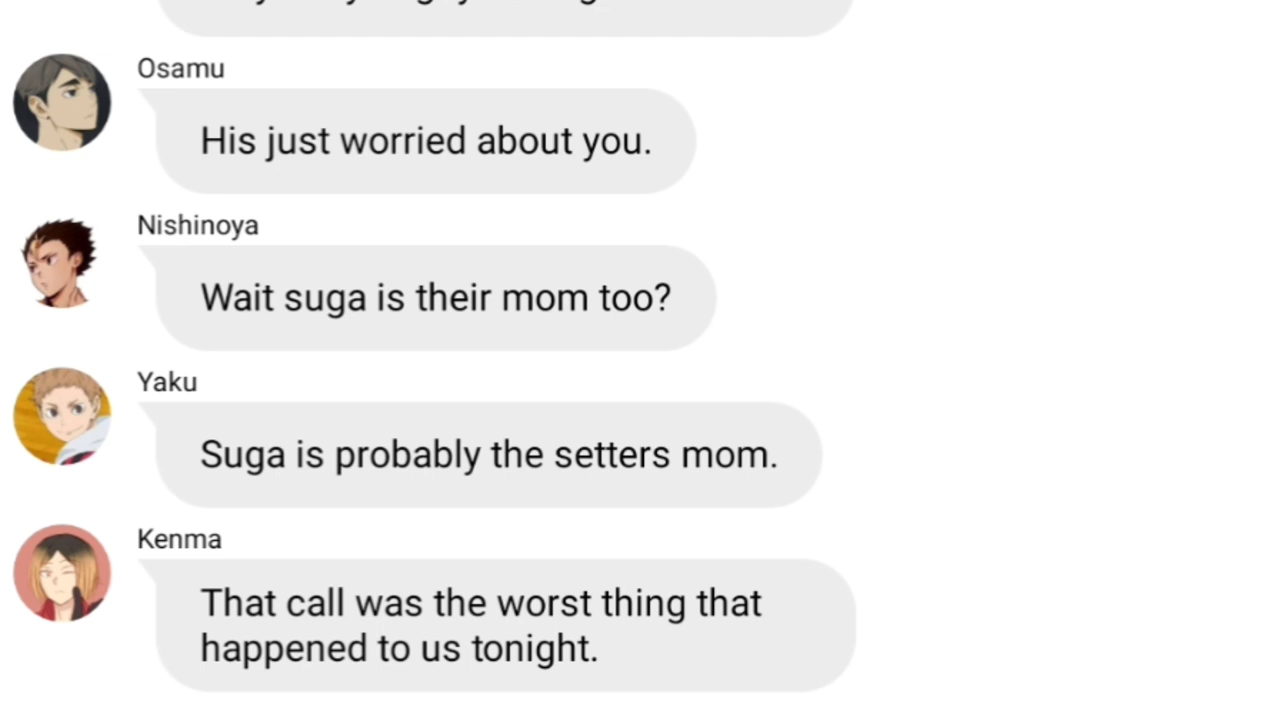 Osamu
His just worried about you.
Nishinoya
Wait suga is their mom too?
Yaku
Suga is probably the setters mom.
Kenma
That call was the worst thing that
happened to us tonight.